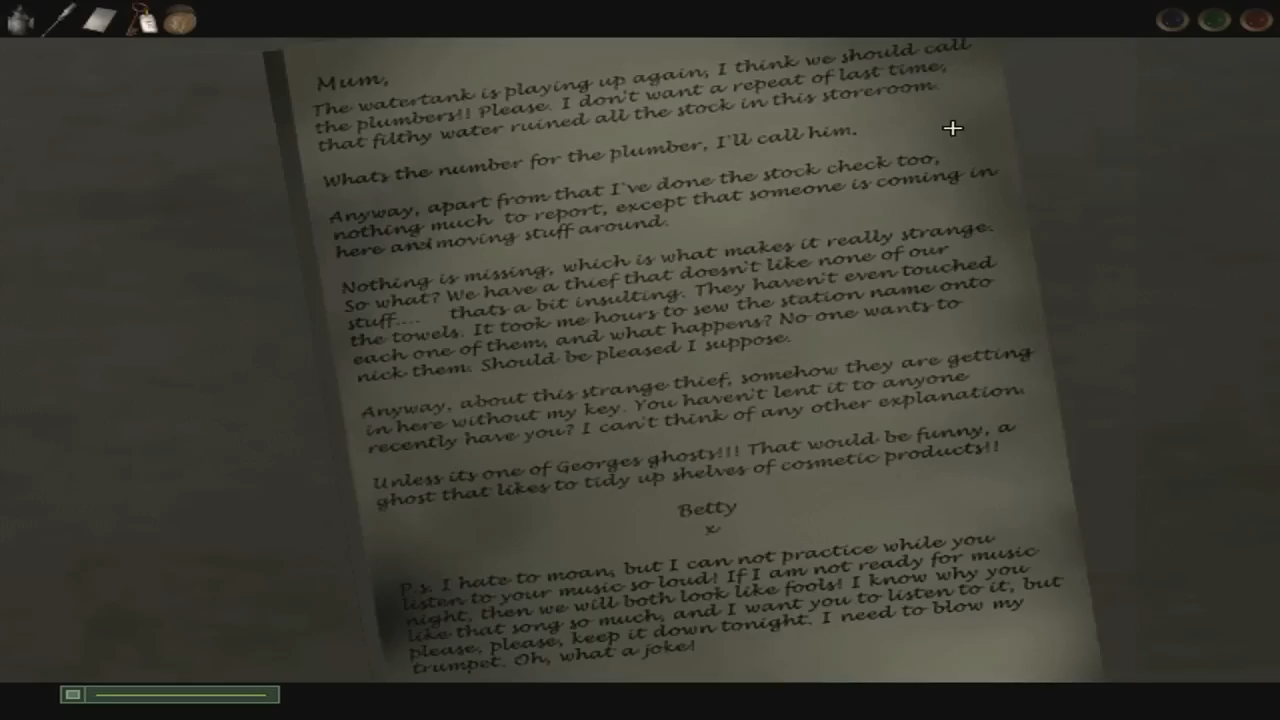 Mum,
The watertank is playing up again, I think we should call
the plumbers!! Please. I don't want a repeat of last time,
that filthy water ruined all the stock in this storeroom.
Whats the number for the plumber, I'll call him.
Anyway, apart from that I've done the stock check too,
nothing much to report, except that someone is coming in
here and moving stuff around.
Nothing is missing, which is what makes it really strange.
So what? We have a thief that doesn't like none of our
stuff.... thats a bit insulting. They haven't even touched
the towels. It took me hours to sew the station name onto
each one of them, and what happens? No one wants to
nick them. Should be pleased I suppose.
Anyway, about this strange thief, somehow they are getting
in here without my key. You haven't lent it to anyone
recently have you? I can't think of any other explanation.
Unless its one of Georges ghosts!!! That would be funny, a
ghost that likes to tidy up shelves of cosmetic products!!
Betty
x
P.s. I hate to moan, but I can not practice while you
listen to your music so loud! If I am not ready for music
night, then we will both look like fools! I know why you
like that song so much, and I want you to listen to it, but
please, please, keep it down tonight. I need to blow my
trumpet. Oh, what a joke!